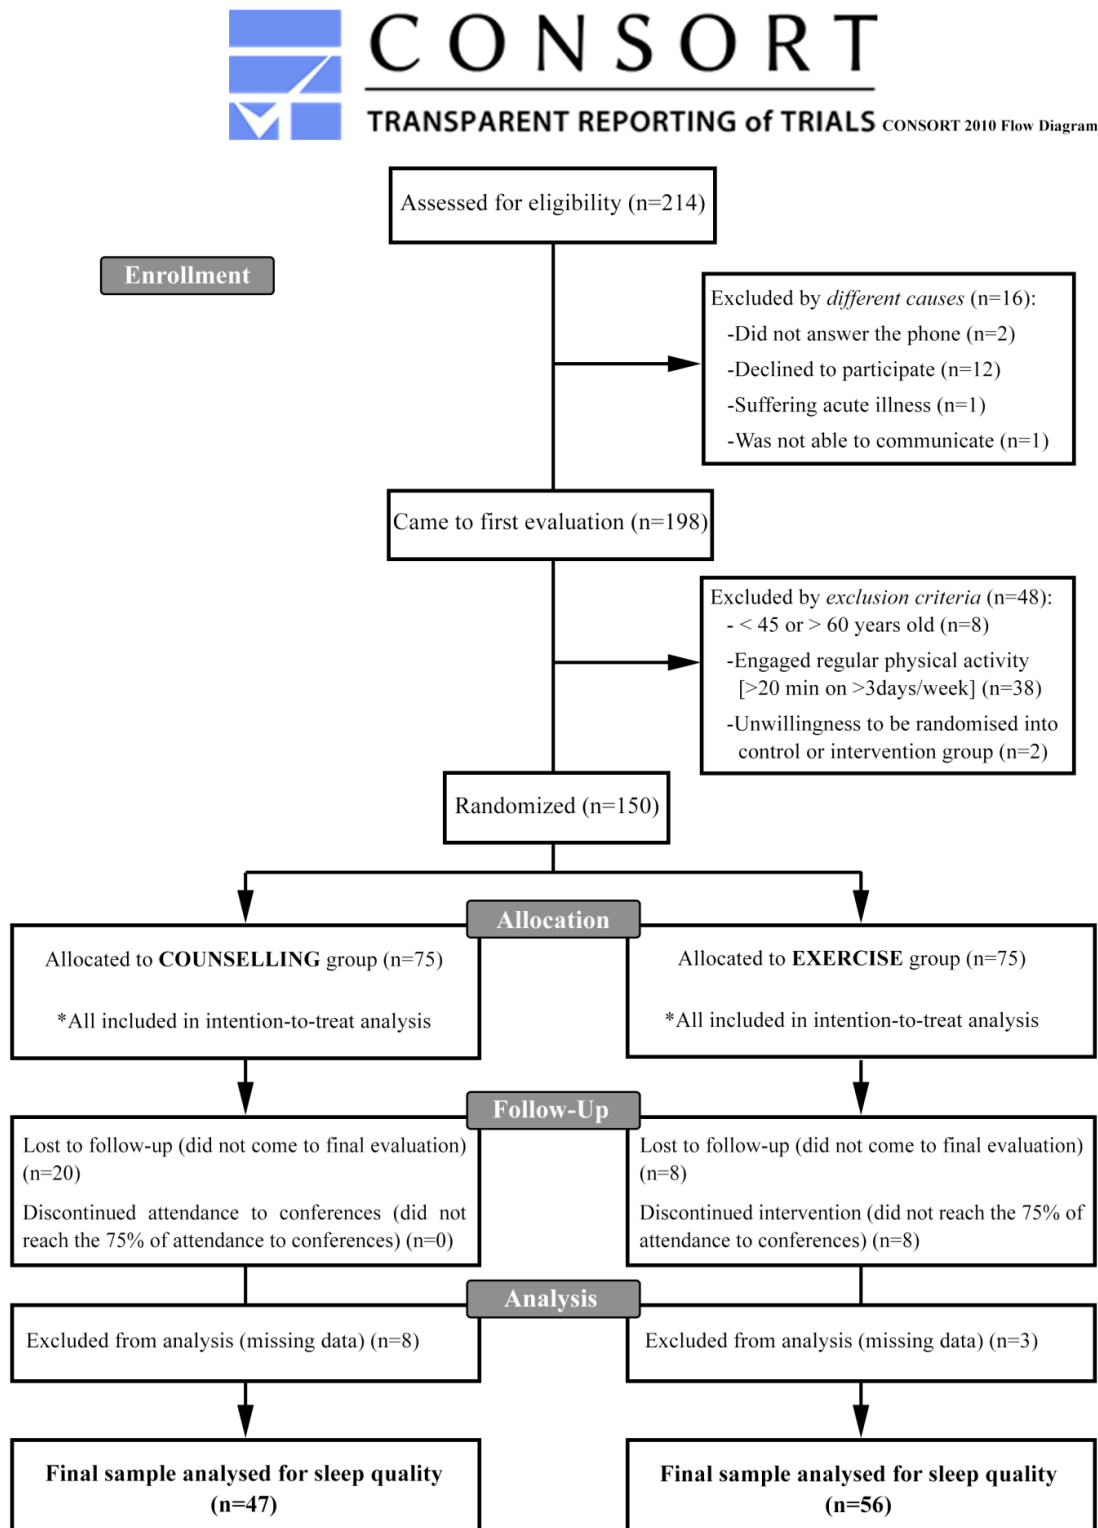 CONSORT
TRANSPARENT REPORTING of TRIALS CONSORT 2010 Flow Diagram
Assessed for eligibility (n=214)
Enrollment
Excluded by different causes (n=16):
-Did not answer the phone (n=2)
-Declined to participate (n=12)
-Suffering acute illness (n=1)
-Was not able to communicate (n=1)
Came to first evaluation (n=198)
Excluded by exclusion criteria (n=48):
- < 45 or > 60 years old (n=8)
-Engaged regular physical activity
[>20 min on >3days/week] (n=38)
-Unwillingness to be randomised into
control or intervention group (n=2)
Randomized (n=150)
Allocation
Allocated to COUNSELLING group (n=75)
*All included in intention-to-treat analysis
Allocated to EXERCISE group (n=75)
*All included in intention-to-treat analysis
Follow-Up
Lost to follow-up (did not come to final evaluation)
(n=20)
Discontinued attendance to conferences (did not
reach the 75% of attendance to conferences) (n=0)
Lost to follow-up (did not come to final evaluation)
(n=8)
Discontinued intervention (did not reach the 75% of
attendance to conferences) (n=8)
Analysis
Excluded from analysis (missing data) (n=8)
Excluded from analysis (missing data) (n=3)
Final sample analysed for sleep quality
(n=47)
Final sample analysed for sleep quality
(n=56)